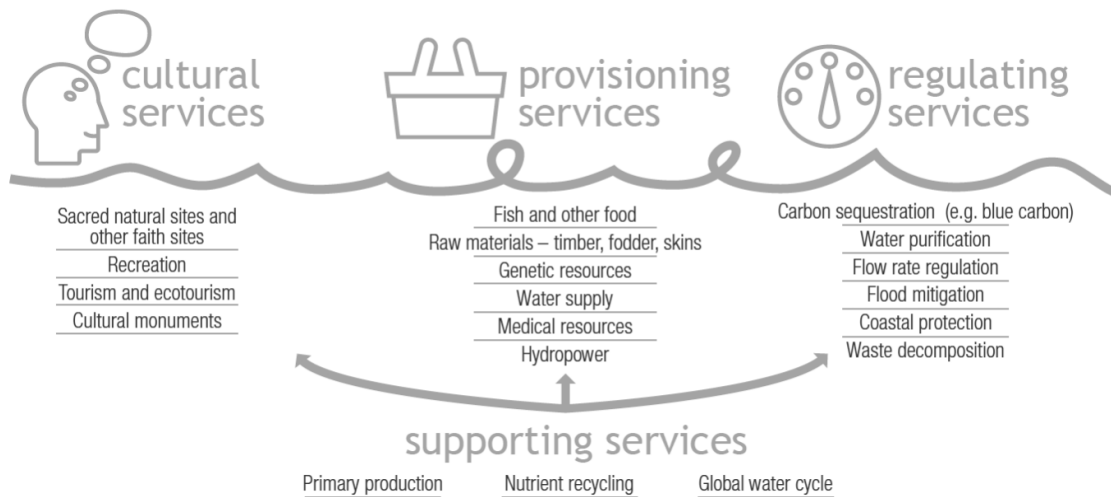 cultural
services
Sacred natural sites and
other faith sites
Recreation
Tourism and ecotourism
Cultural monuments
provisioning
services
Fish and other food
Raw materials – timber, fodder, skins
Genetic resources
Water supply
Medical resources
Hydropower
regulating
services
Carbon sequestration (e.g. blue carbon)
Water purification
Flow rate regulation
Flood mitigation
Coastal protection
Waste decomposition
supporting services
Primary production
Nutrient recycling
Global water cycle